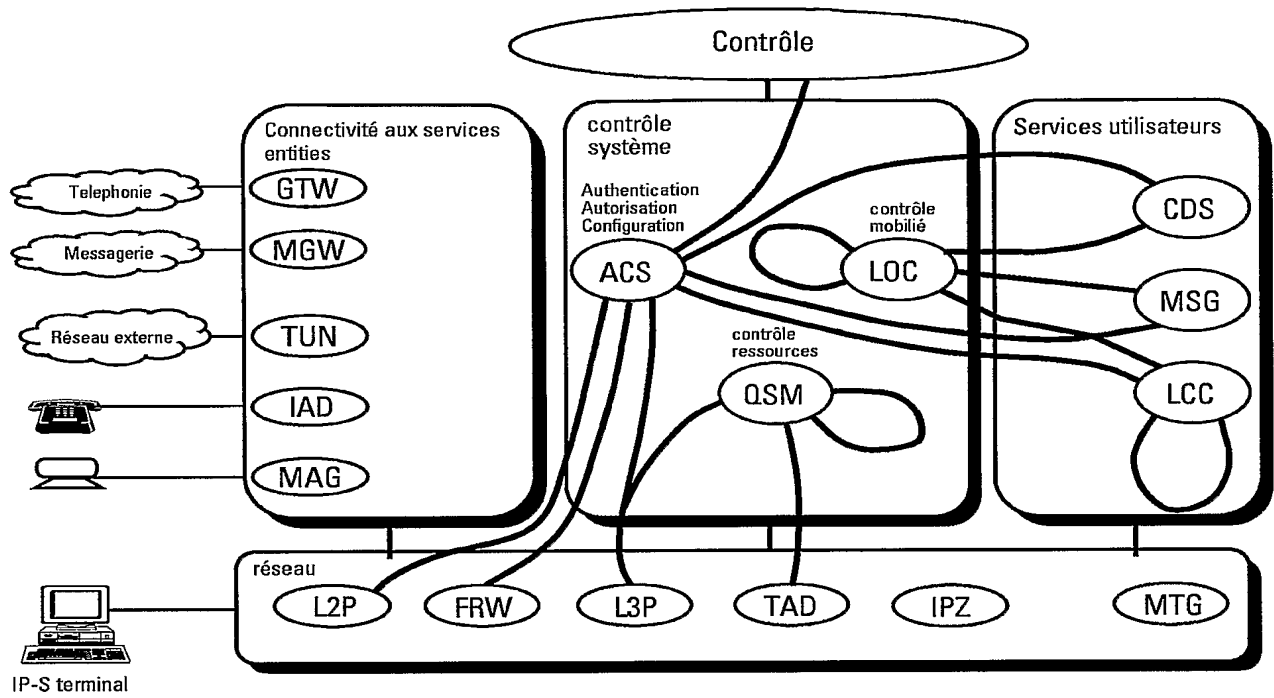 Contrôle
Connectivité aux services
entities
GTW
MGW
TUN
IAD
MAG
Telephonie
Messagerie
Réseau externe
contrôle
système
Authentication
Autorisation
Configuration
ACS
contrôle
mobilié
LOC
contrôle
ressources
QSM
Services utilisateurs
CDS
MSG
LCC
réseau
L2P
FRW
L3P
TAD
IPZ
MTG
IP-S terminal